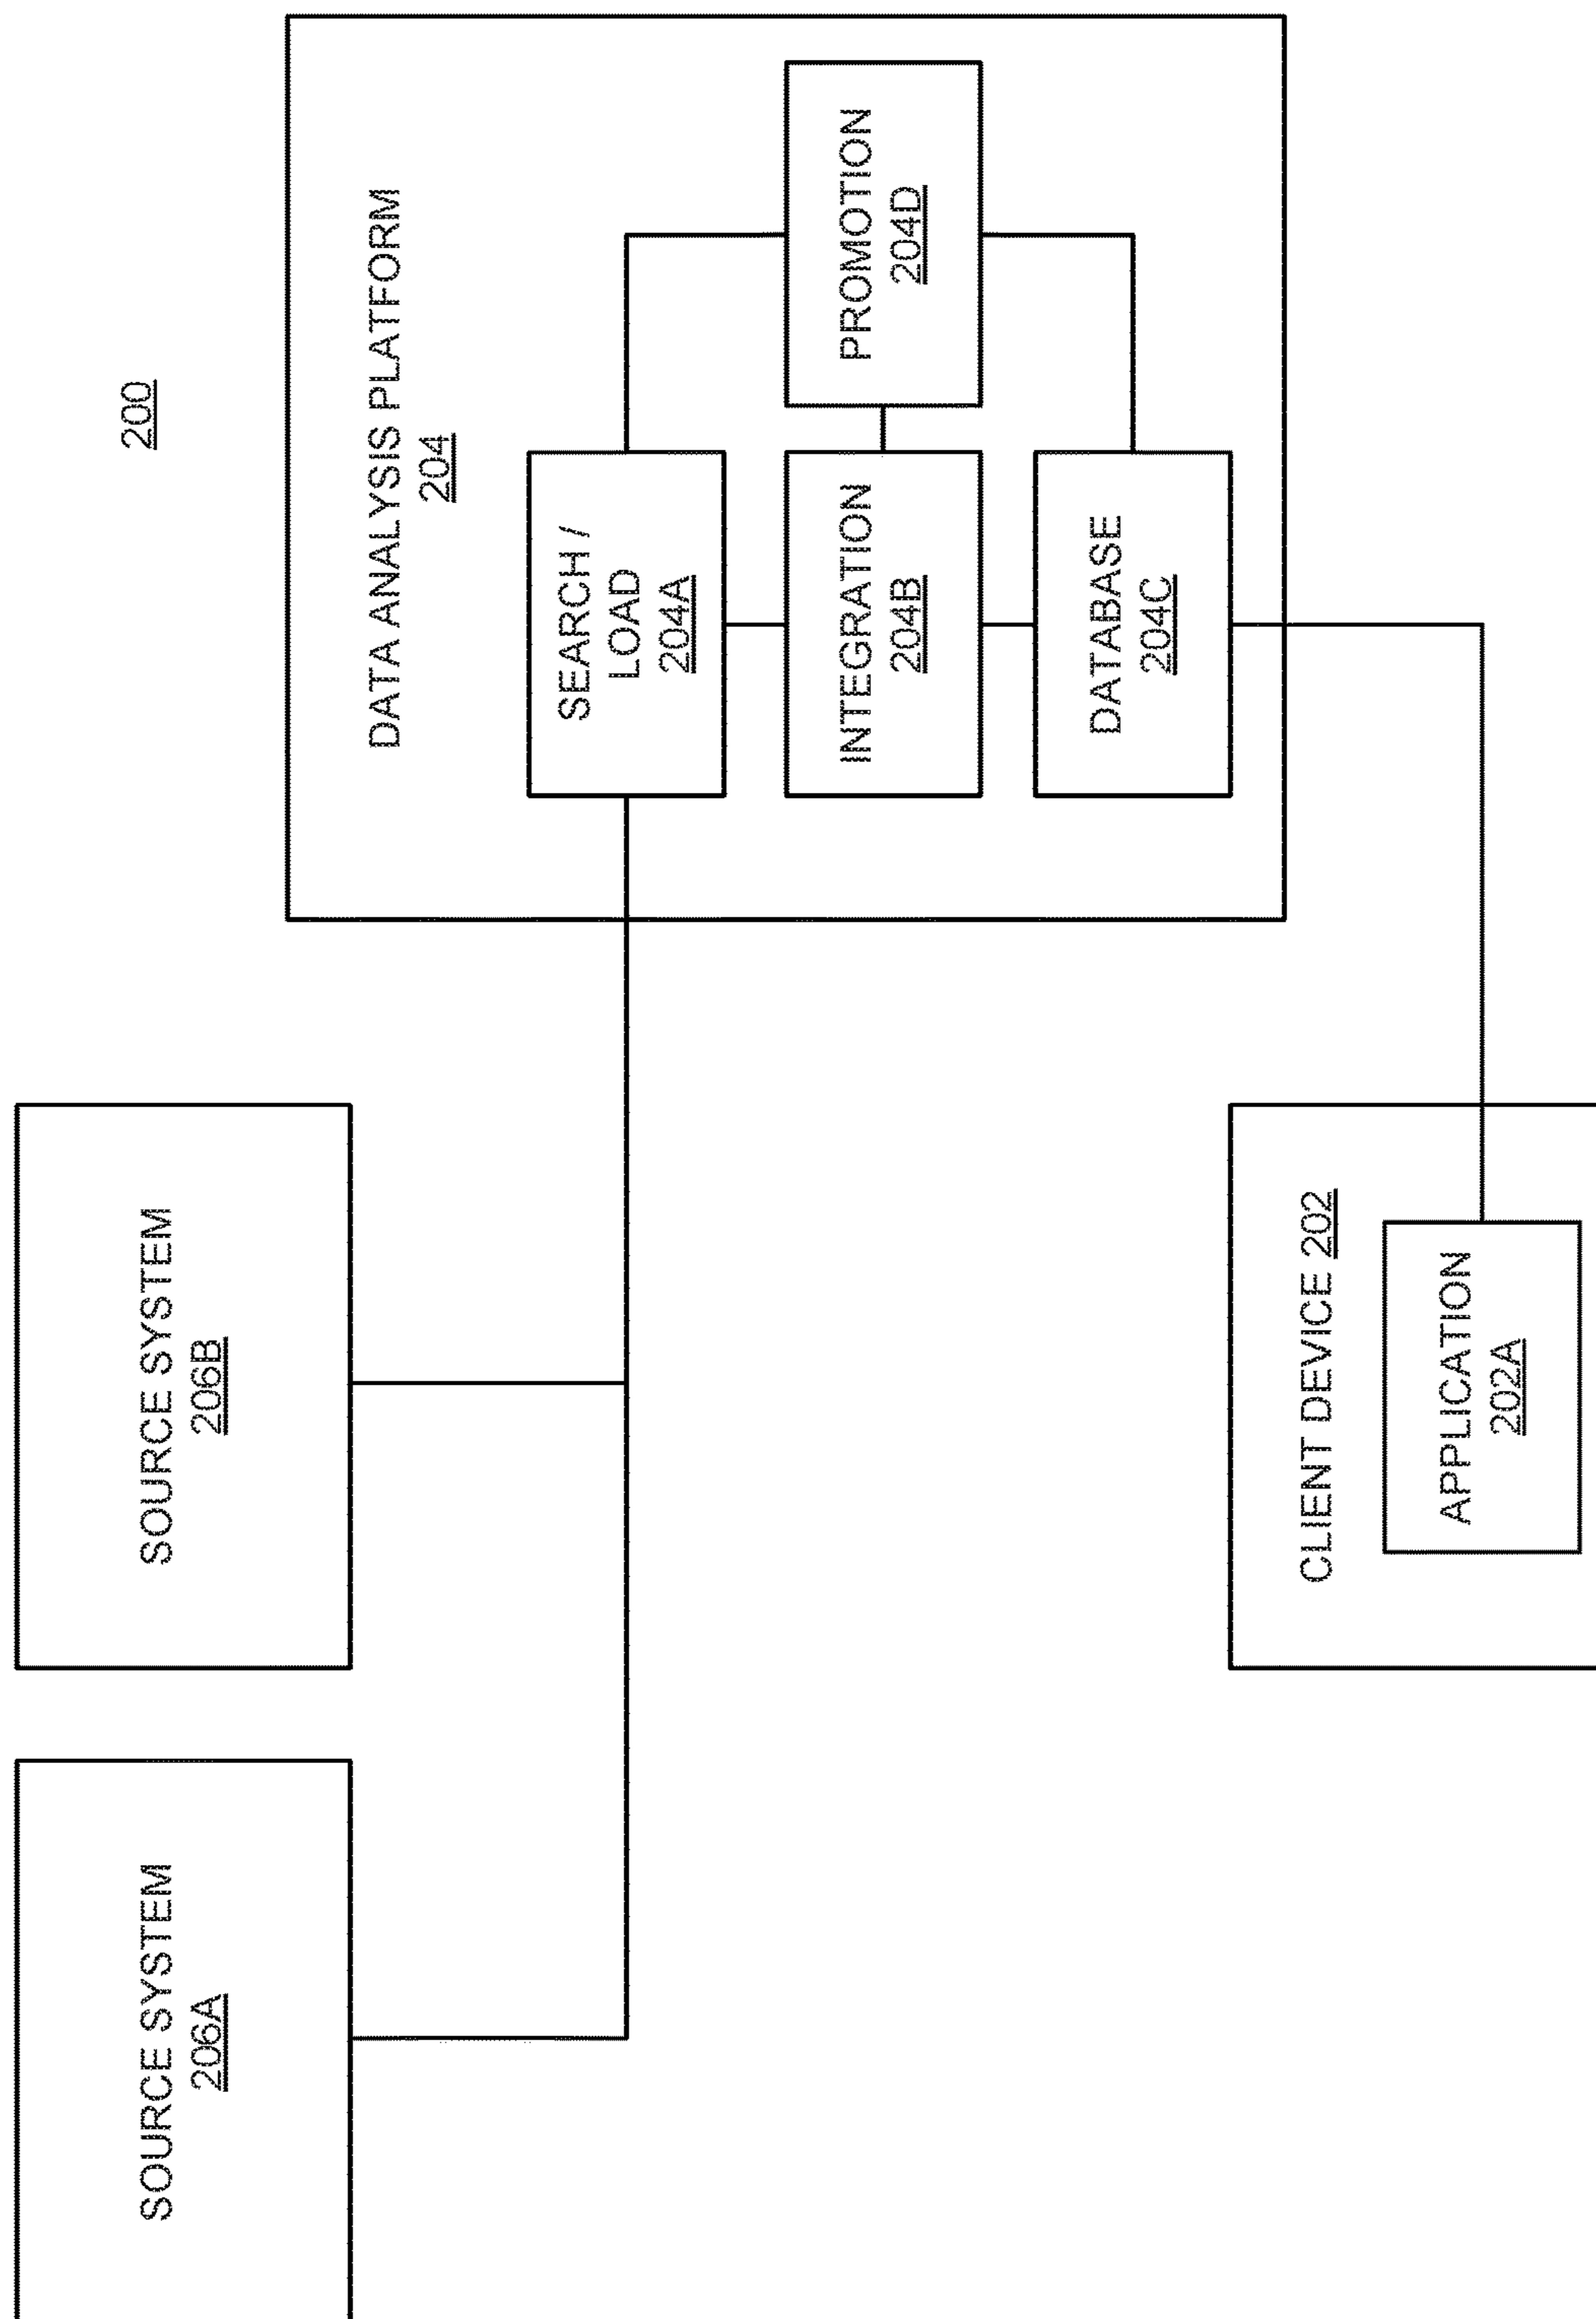 200
SOURCE SYSTEM
206A
SOURCE SYSTEM
206B
DATA ANALYSIS PLATFORM
204
SEARCH /
LOAD
204A
INTEGRATION
204B
PROMOTION
204D
DATABASE
204C
CLIENT DEVICE 202
APPLICATION
202A